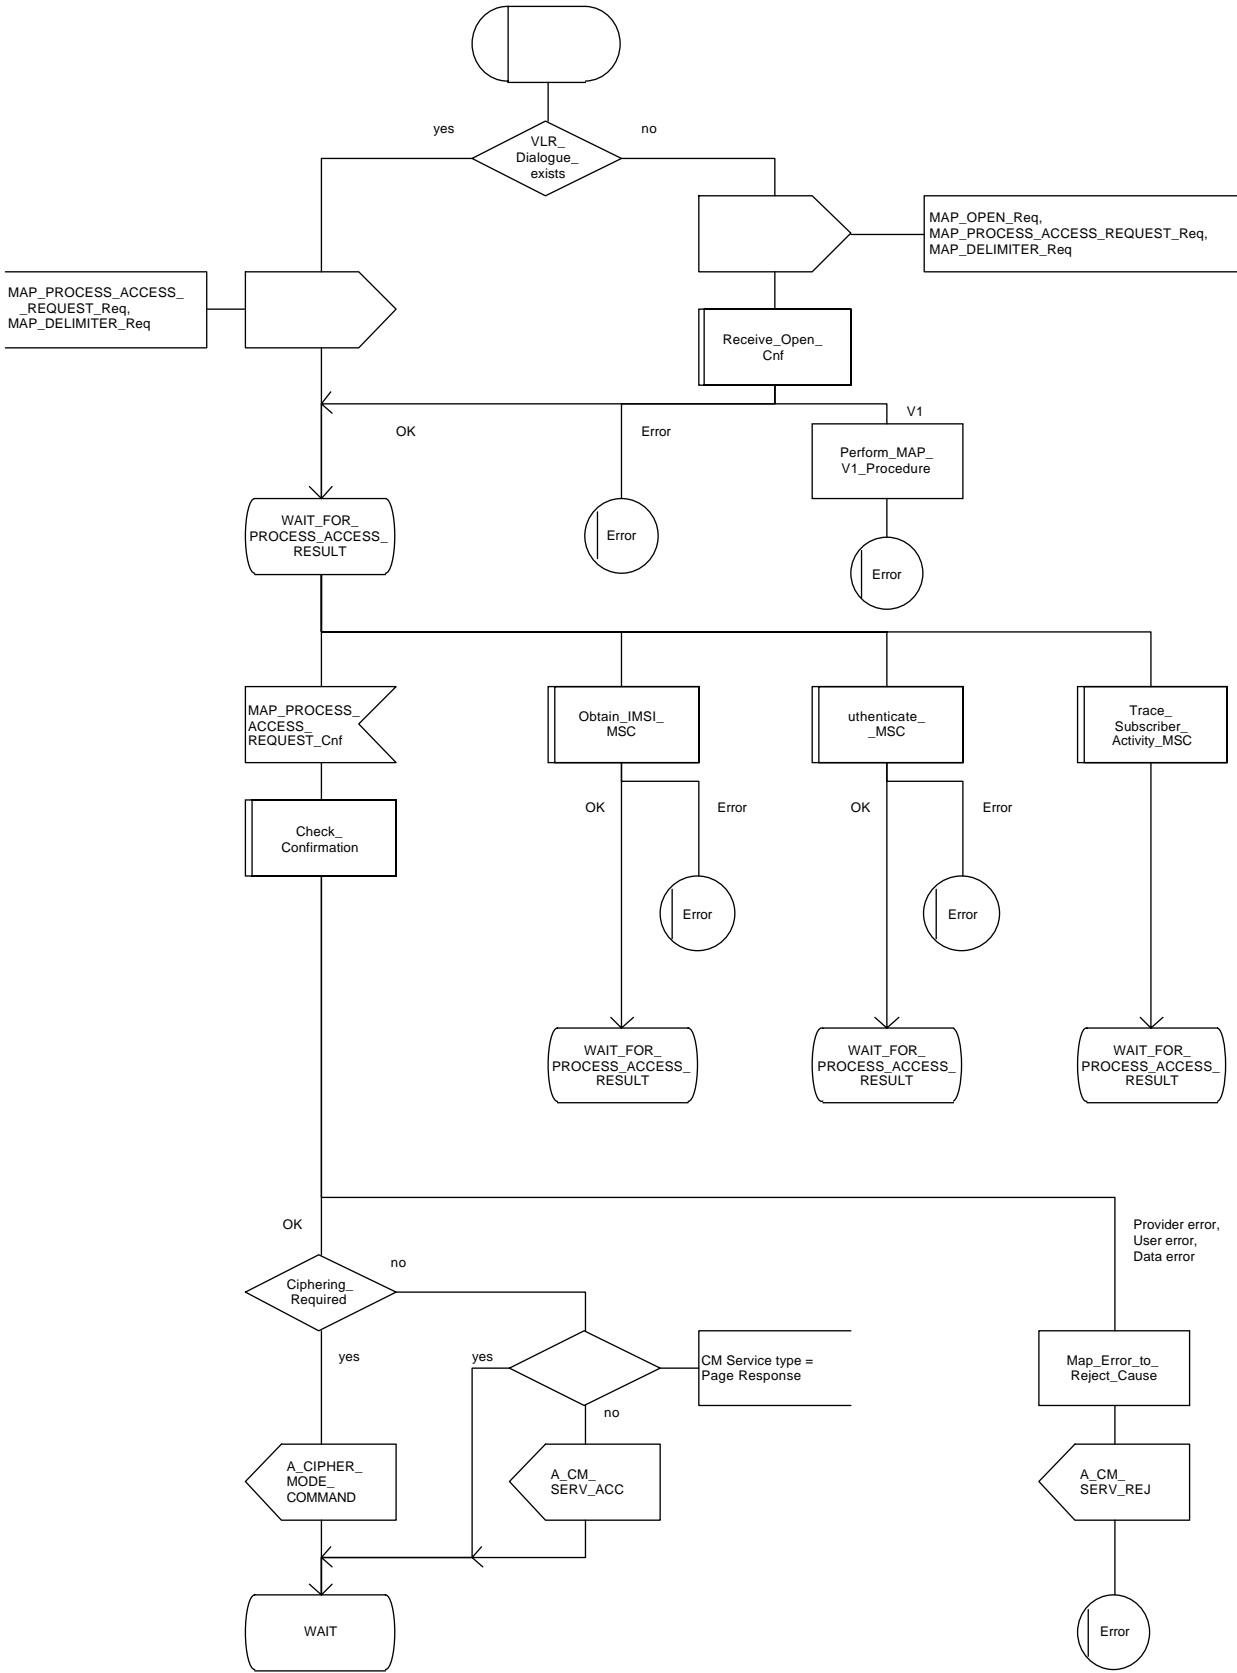 yes
no
VLR_
Dialogue_
exists
MAP_OPEN_Req,
MAP_PROCESS_ACCESS_REQUEST_Req,
MAP_DELIMITER_Req
MAP_PROCESS_ACCESS_
_REQUEST_Req,
MAP_DELIMITER_Req
Receive_Open_
Cnf
OK
Error
V1
Perform_MAP_
V1_Procedure
WAIT_FOR_
PROCESS_ACCESS_
RESULT
Error
Error
MAP_PROCESS_
ACCESS_
REQUEST_Cnf
Obtain_IMSI_
MSC
uthenticate_
_MSC
Trace_
Subscriber_
Activity_MSC
OK
Error
OK
Error
Check_
Confirmation
Error
Error
WAIT_FOR_
PROCESS_ACCESS_
RESULT
WAIT_FOR_
PROCESS_ACCESS_
RESULT
WAIT_FOR_
PROCESS_ACCESS_
RESULT
OK
Provider error,
User error,
Data error
Ciphering_
Required
no
yes
yes
CM Service type =
Page Response
no
Map_Error_to_
Reject_Cause
A_CIPHER_
MODE_
COMMAND
A_CM_
SERV_ACC
A_CM_
SERV_REJ
WAIT
Error